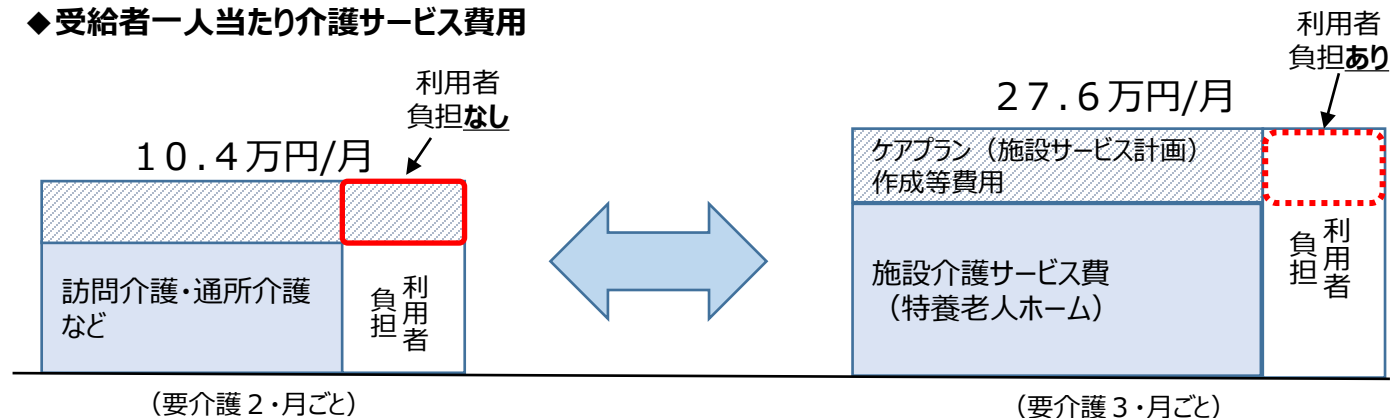 ◆受給者一人当たり介護サービス費用
利用者
負担なし
１０.４万円/月
訪問介護・通所介護
など
利用者
負担
（要介護２・月ごと）
利用者
負担あり
２７.６万円/月
ケアプラン（施設サービス計画）
作成等費用
施設介護サービス費
（特養老人ホーム）
利用者
負担
（要介護３・月ごと）